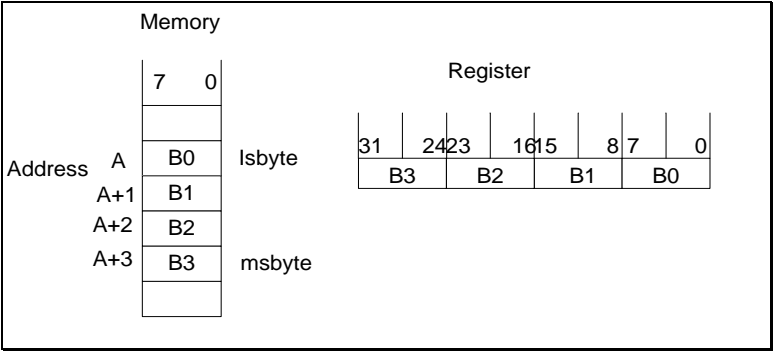 Memory
7 0
Register
31 24 23 16 15 8 7 0
B3 B2 B1 B0
Address A B0 lsbyte
A+1 B1
A+2 B2
A+3 B3 msbyte